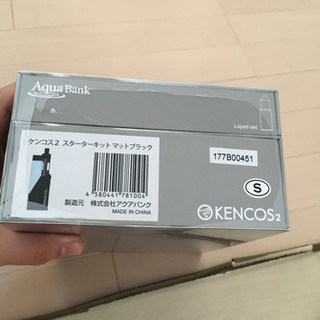 Aqua Bank
Liquid set
ケンコス2 スターターキット マットブラック
177B00451
4 580441 781004
S
製造元 株式会社アクアバンク
MADE IN CHINA
KENCOS2